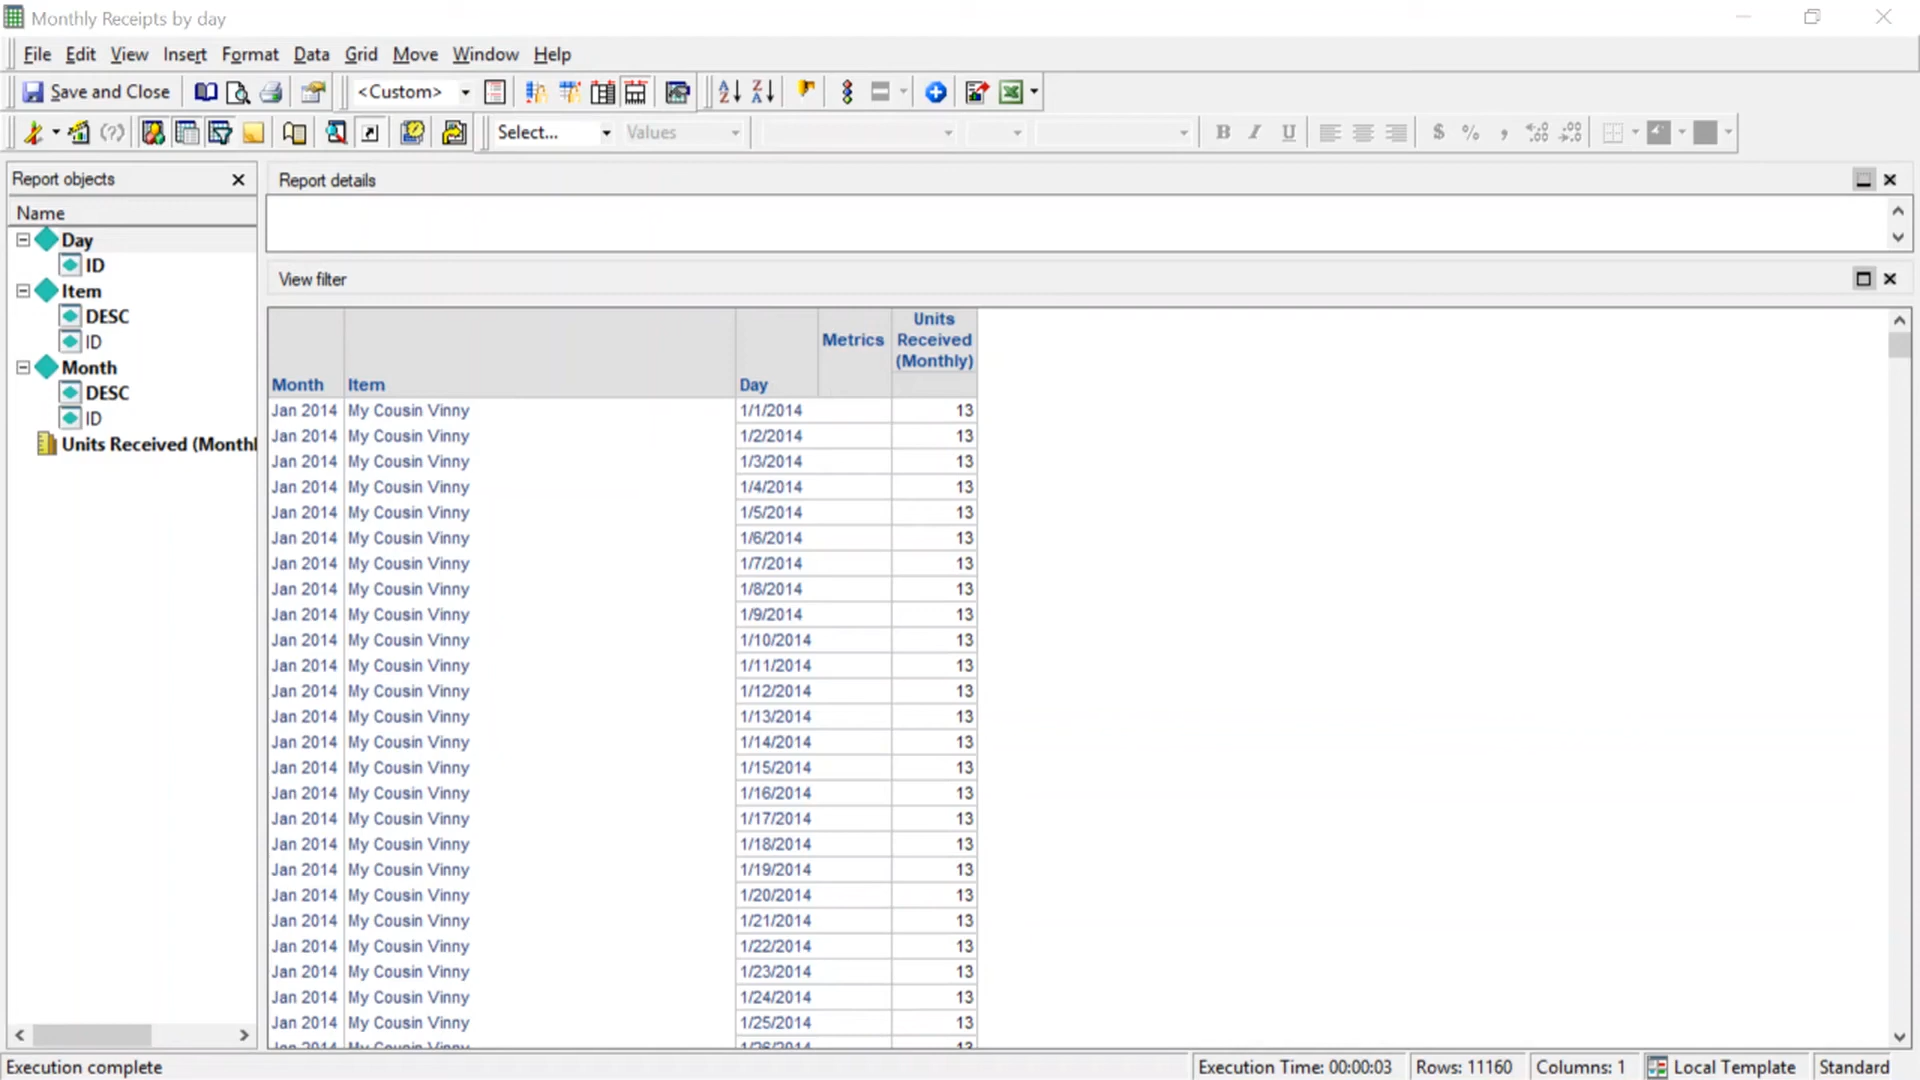 Monthly Receipts by day
File Edit View Insert Format Data Grid Move Window Help
Save and Close <Custom>
Select... Values B I U $ % ,
Report objects
Name
Day
ID
Item
DESC
ID
Month
DESC
ID
Units Received (Monthl
Report details
View filter
Month Item Day Metrics Units Received (Monthly)
Jan 2014 My Cousin Vinny 1/1/2014 13
Jan 2014 My Cousin Vinny 1/2/2014 13
Jan 2014 My Cousin Vinny 1/3/2014 13
Jan 2014 My Cousin Vinny 1/4/2014 13
Jan 2014 My Cousin Vinny 1/5/2014 13
Jan 2014 My Cousin Vinny 1/6/2014 13
Jan 2014 My Cousin Vinny 1/7/2014 13
Jan 2014 My Cousin Vinny 1/8/2014 13
Jan 2014 My Cousin Vinny 1/9/2014 13
Jan 2014 My Cousin Vinny 1/10/2014 13
Jan 2014 My Cousin Vinny 1/11/2014 13
Jan 2014 My Cousin Vinny 1/12/2014 13
Jan 2014 My Cousin Vinny 1/13/2014 13
Jan 2014 My Cousin Vinny 1/14/2014 13
Jan 2014 My Cousin Vinny 1/15/2014 13
Jan 2014 My Cousin Vinny 1/16/2014 13
Jan 2014 My Cousin Vinny 1/17/2014 13
Jan 2014 My Cousin Vinny 1/18/2014 13
Jan 2014 My Cousin Vinny 1/19/2014 13
Jan 2014 My Cousin Vinny 1/20/2014 13
Jan 2014 My Cousin Vinny 1/21/2014 13
Jan 2014 My Cousin Vinny 1/22/2014 13
Jan 2014 My Cousin Vinny 1/23/2014 13
Jan 2014 My Cousin Vinny 1/24/2014 13
Jan 2014 My Cousin Vinny 1/25/2014 13
Jan 2014 My Cousin Vinny 1/26/2014 13
Execution complete Execution Time: 00:00:03 Rows: 11160 Columns: 1 Local Template Standard